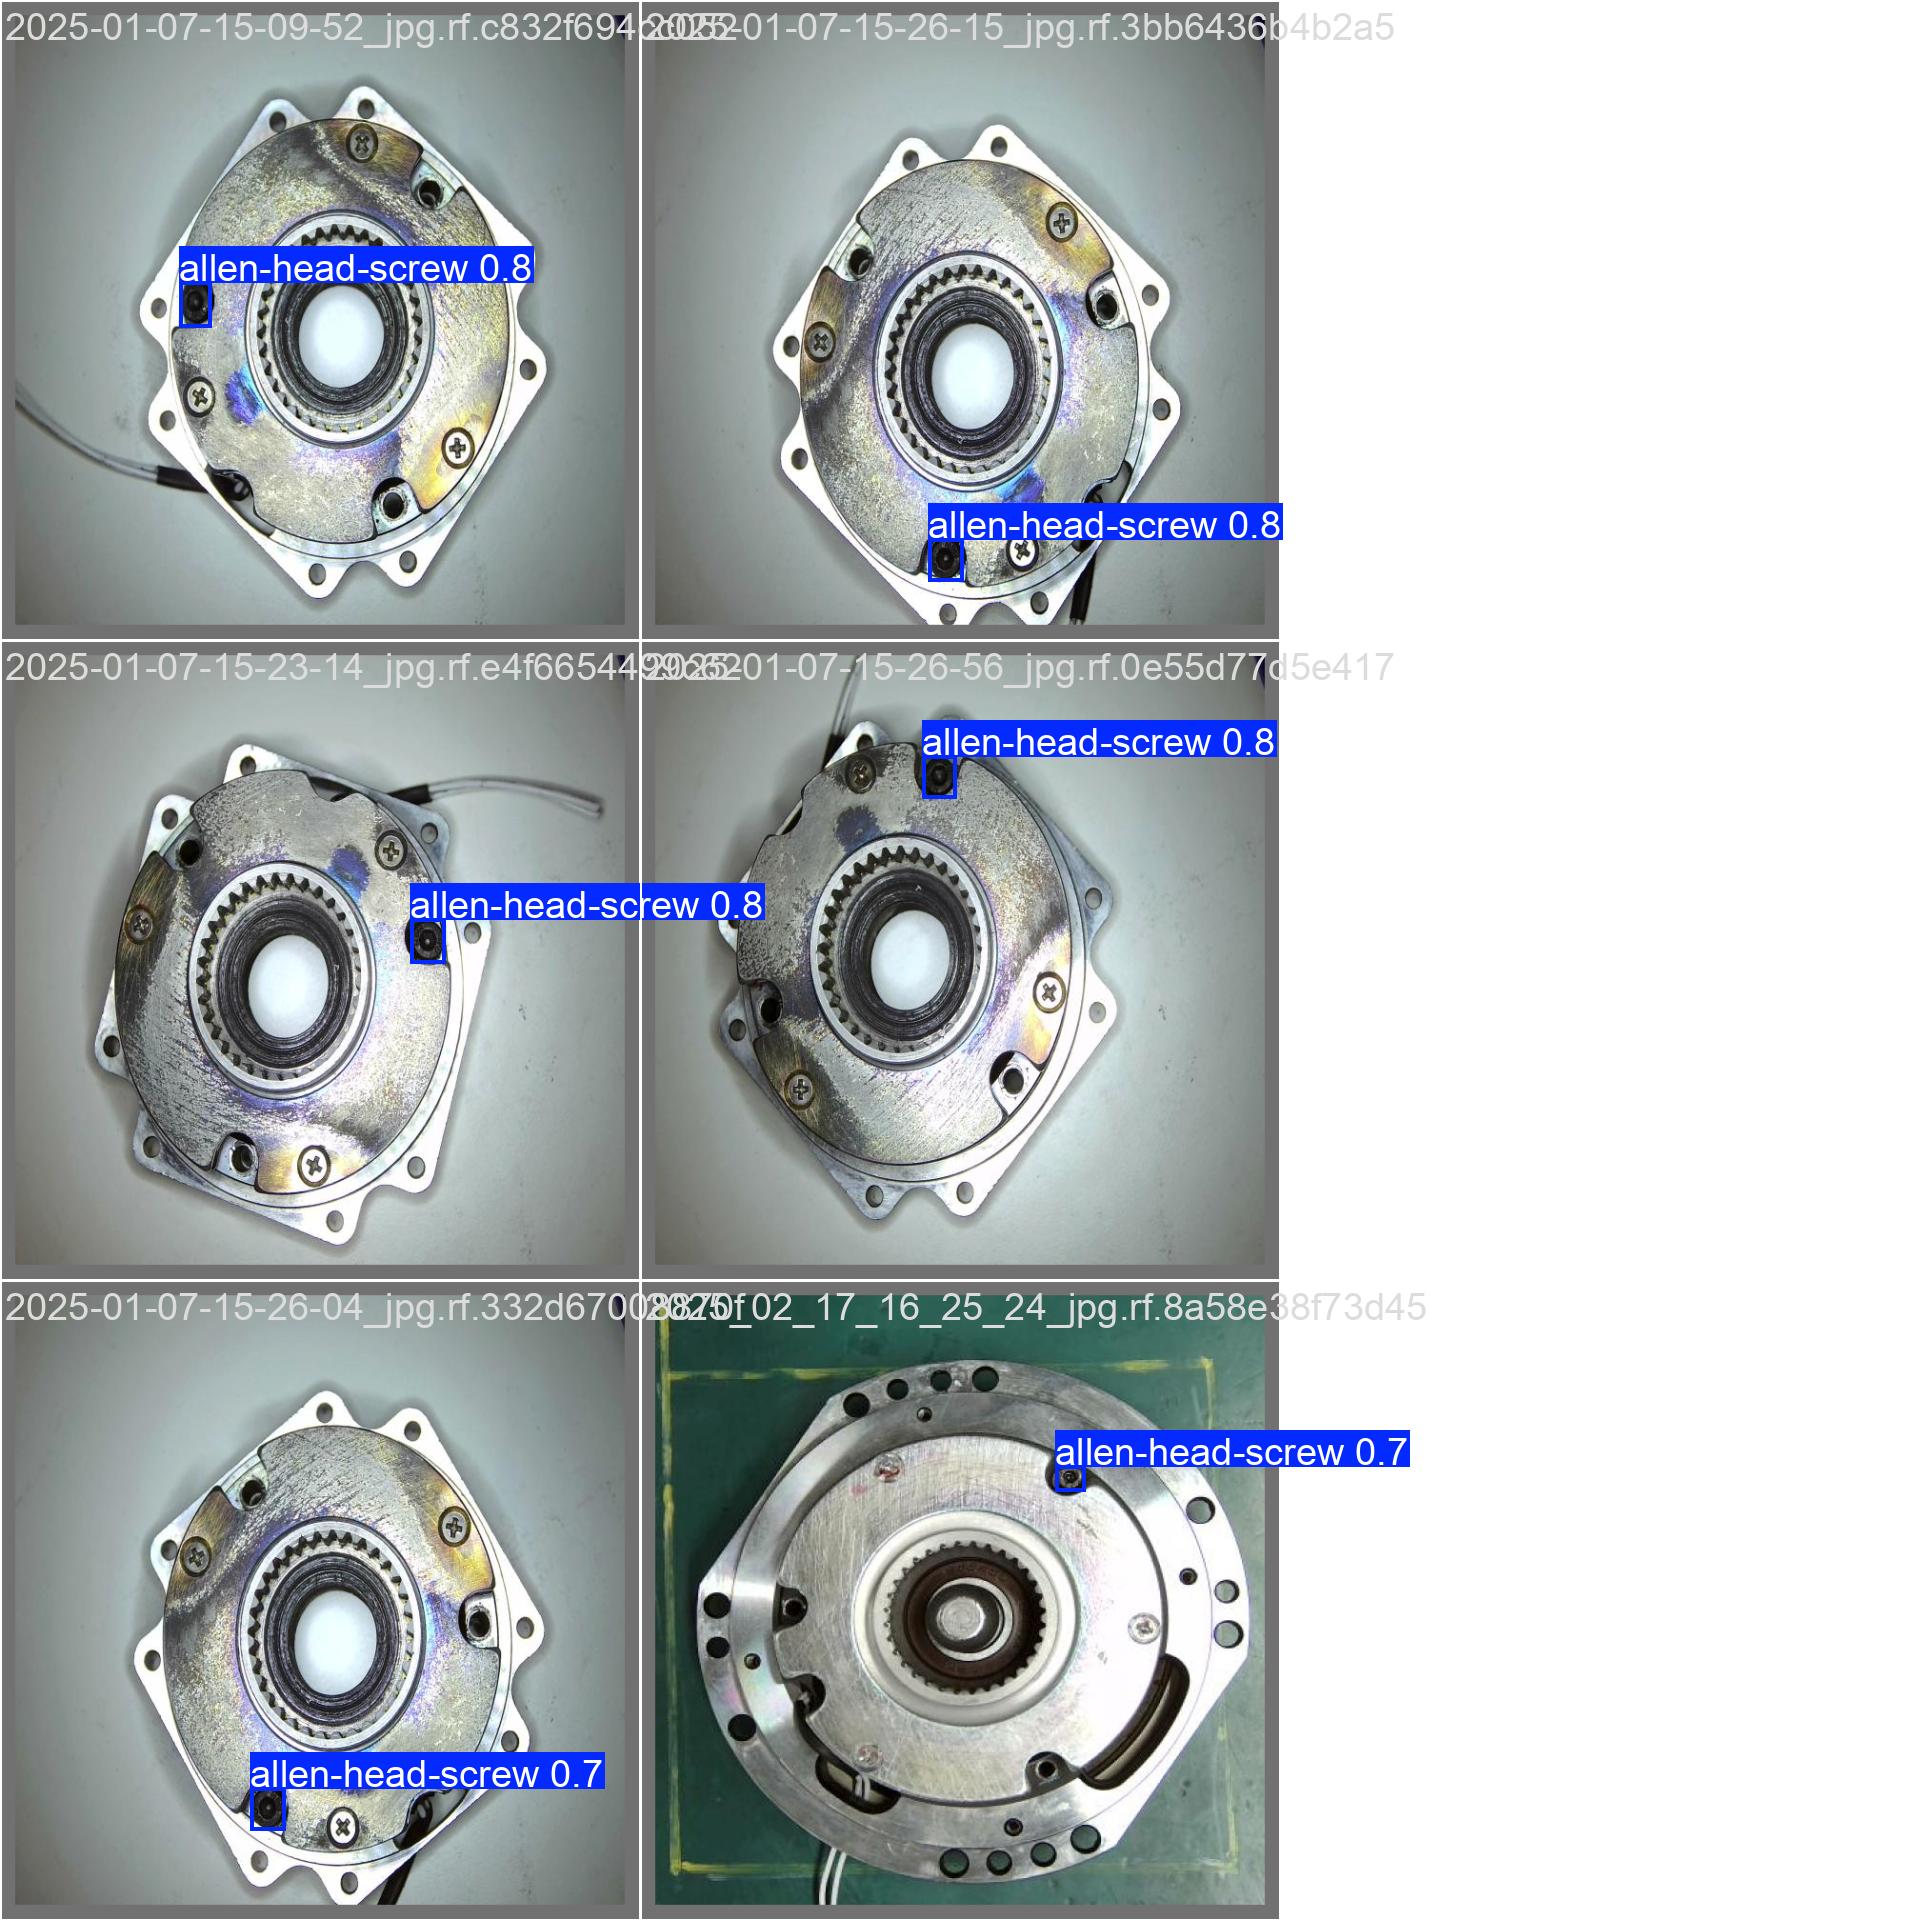 2025-01-07-15-09-52_jpg.rf.c832f694
2025-01-07-15-26-15_jpg.rf.3bb6436b4b2a5
allen-head-screw 0.8
allen-head-screw 0.8
2025-01-07-15-23-14_jpg.rf.e4f6654499
-01-07-15-26-56_jpg.rf.0e55d77d5e417
allen-head-screw 0.8
allen-head-screw 0.8
2025-01-07-15-26-04_jpg.rf.332d6700
_02_17_16_25_24_jpg.rf.8a58e38f73d45
allen-head-screw 0.7
allen-head-screw 0.7